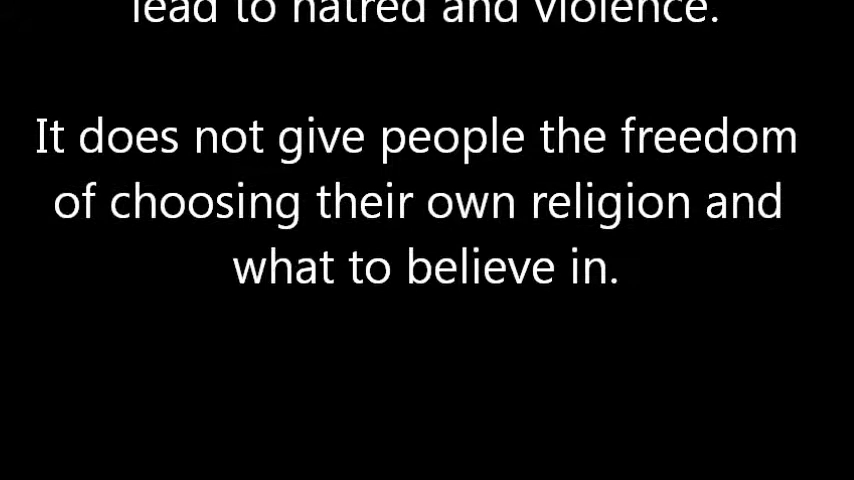 lead to hatred and violence.
It does not give people the freedom
of choosing their own religion and
what to believe in.